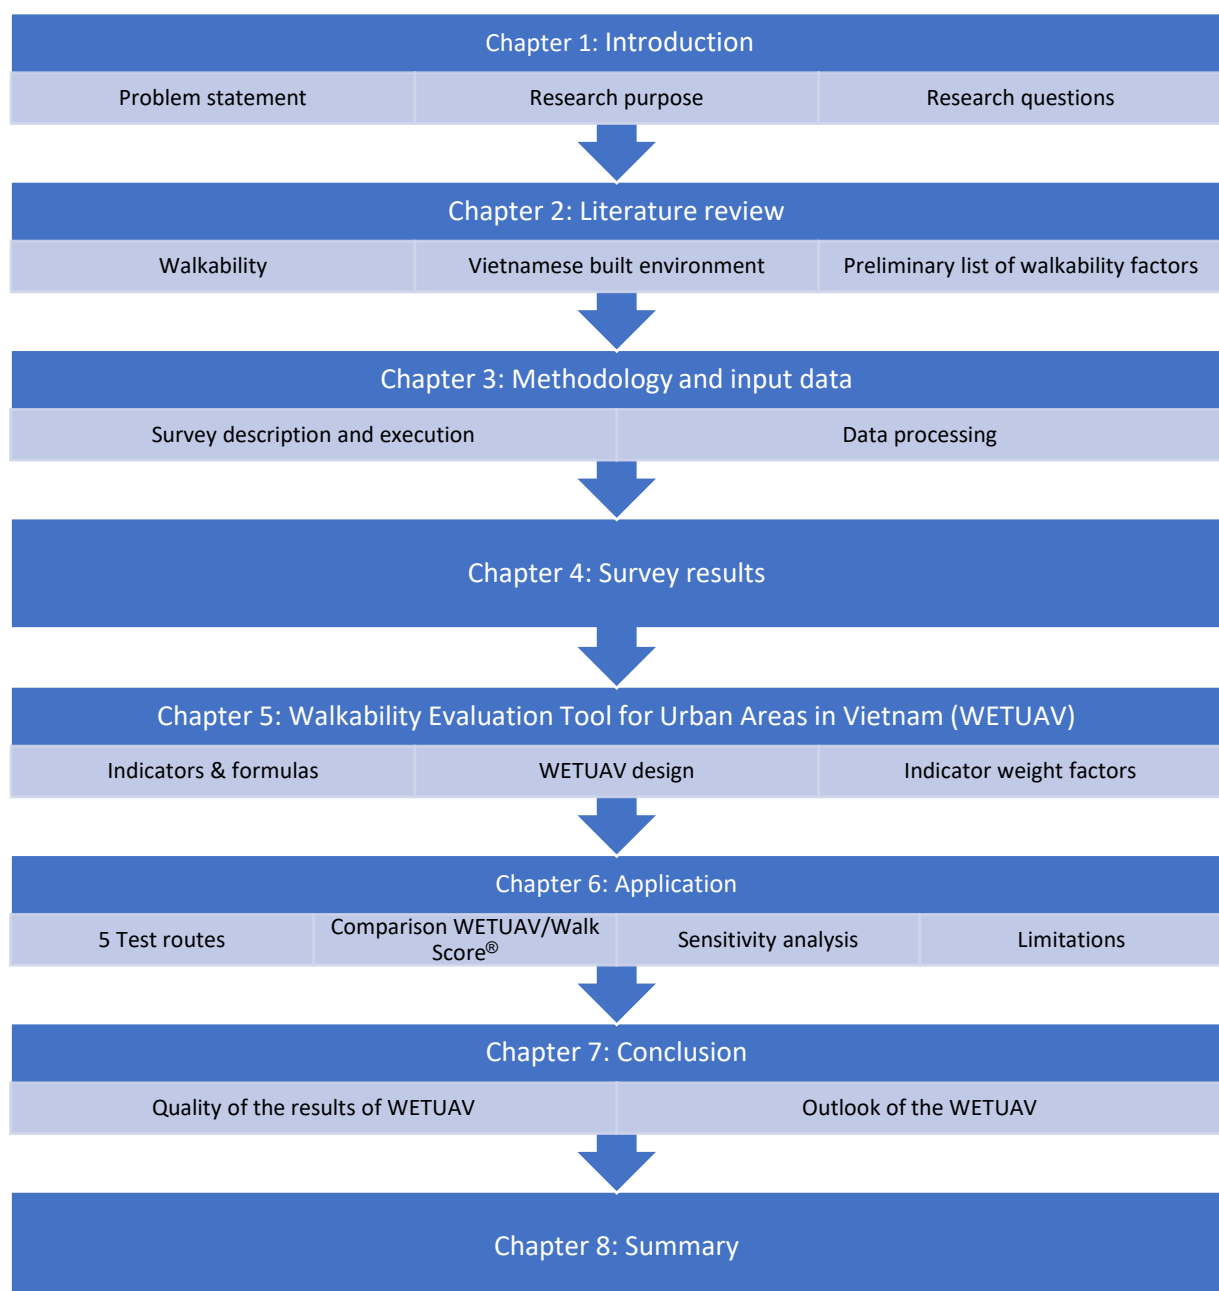 Chapter 1: Introduction
Problem statement
Research purpose
Research questions
Chapter 2: Literature review
Walkability
Vietnamese built environment
Preliminary list of walkability factors
Chapter 3: Methodology and input data
Survey description and execution
Data processing
Chapter 4: Survey results
Chapter 5: Walkability Evaluation Tool for Urban Areas in Vietnam (WETUAV)
Indicators & formulas
WETUAV design
Indicator weight factors
Chapter 6: Application
5 Test routes
Comparison WETUAV/Walk
Score®
Sensitivity analysis
Limitations
Chapter 7: Conclusion
Quality of the results of WETUAV
Outlook of the WETUAV
Chapter 8: Summary